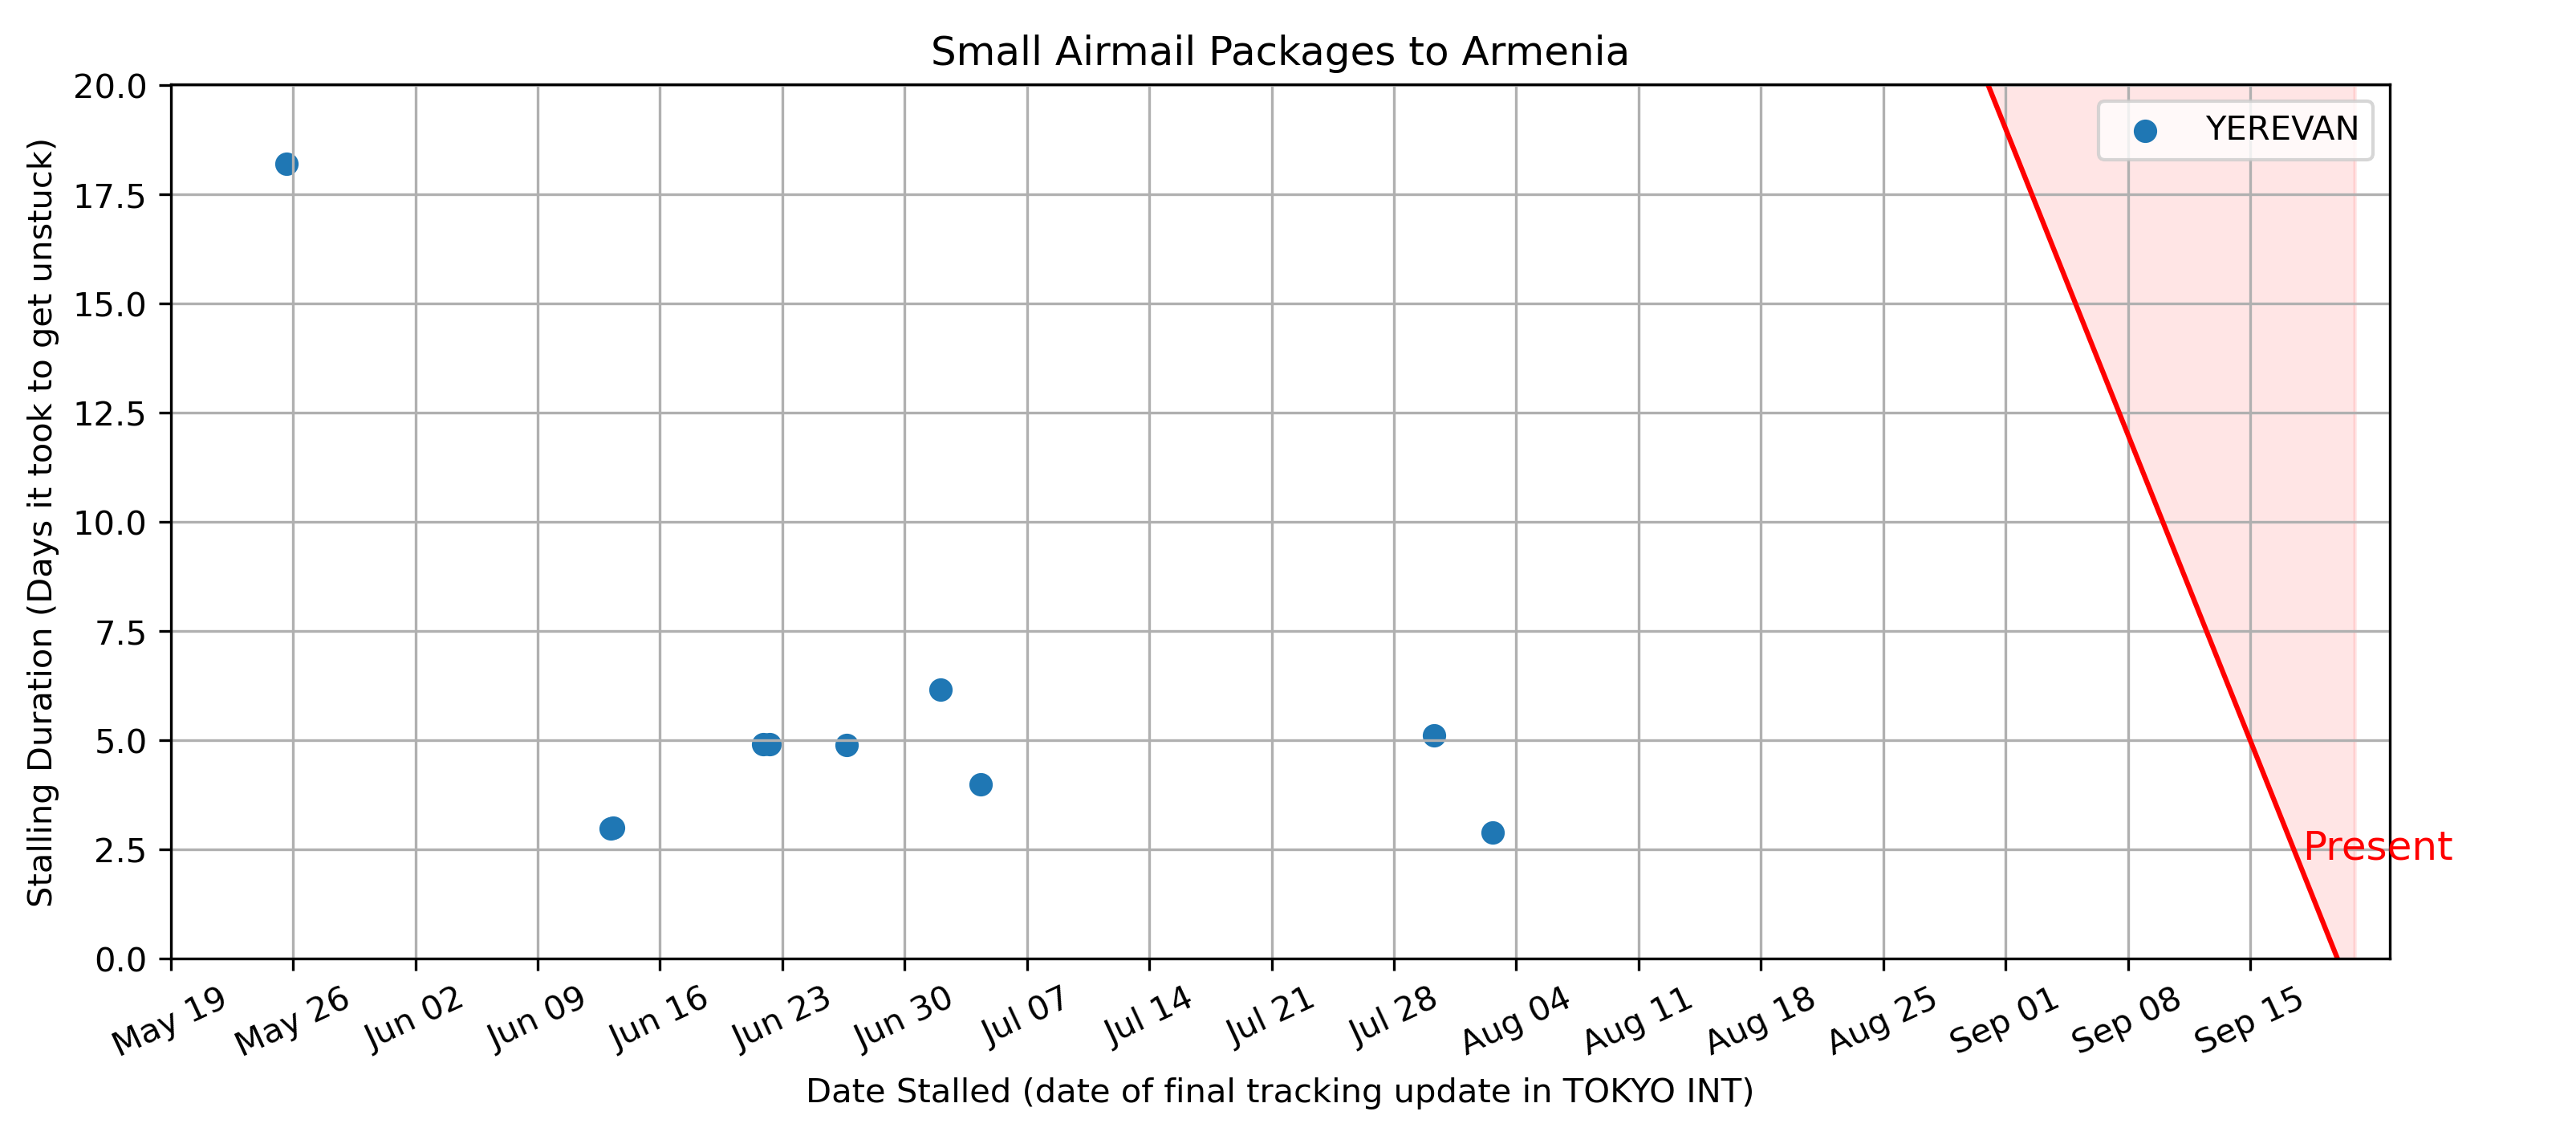 Small Airmail Packages to Armenia
20.0
17.5
15.0
12.5
10.0
7.5
5.0
2.5
0.0
Stalling Duration (Days it took to get unstuck)
YEREVAN
Present
May 19
May 26
Jun 02
Jun 09
Jun 16
Jun 23
Jun 30
Jul 07
Jul 14
Jul 21
Jul 28
Aug 04
Aug 11
Aug 18
Aug 25
Sep 01
Sep 08
Sep 15
Date Stalled (date of final tracking update in TOKYO INT)